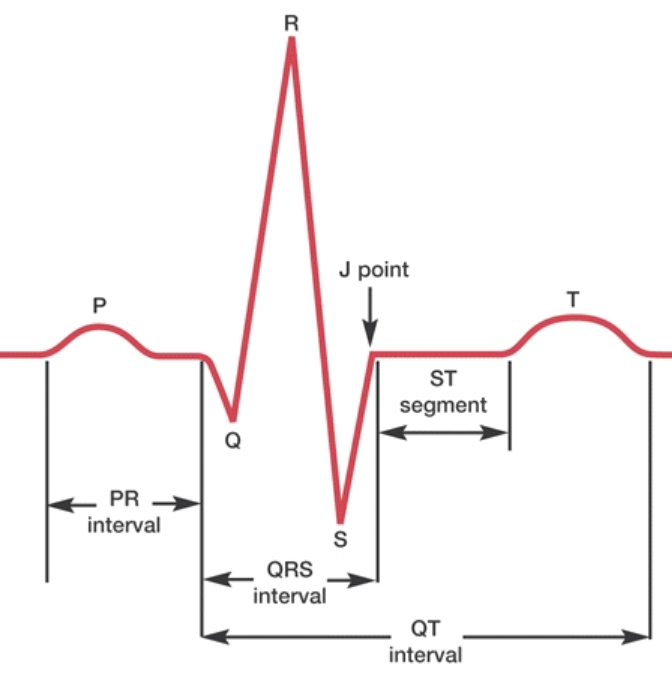 R
J point
P
T
ST
segment
Q
PR
interval
S
QRS
interval
QT
interval